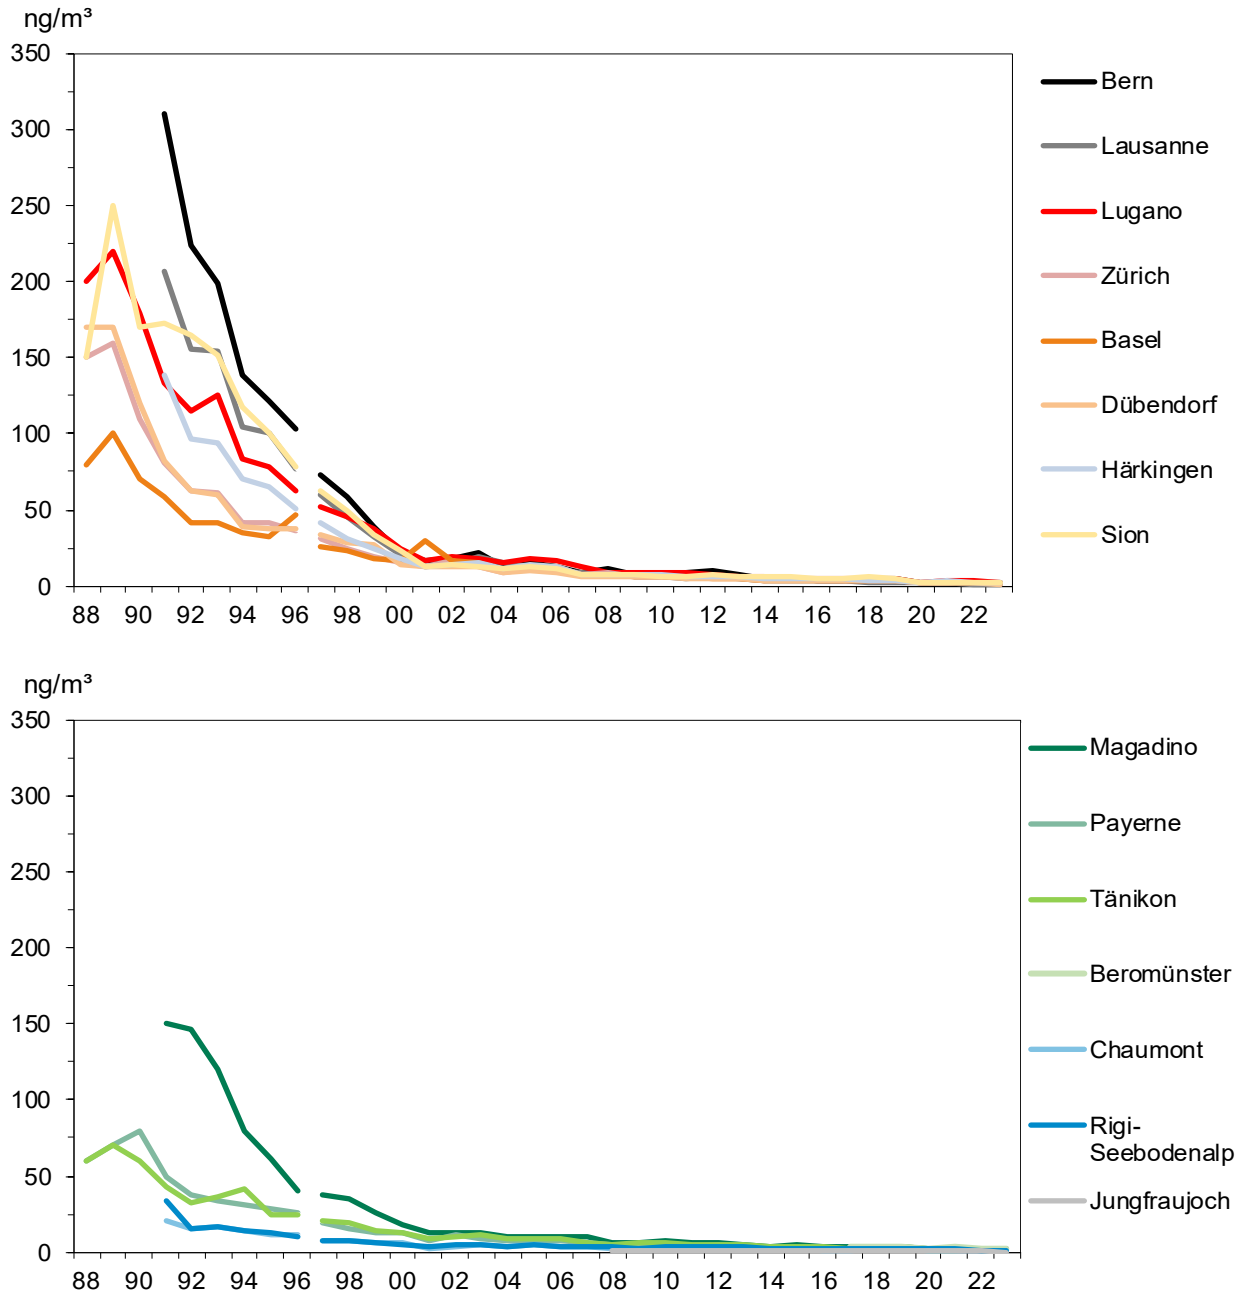 ng/m³
350
300
250
200
150
100
50
0
88 90 92 94 96 98 00 02 04 06 08 10 12 14 16 18 20 22
Bern
Lausanne
Lugano
Zürich
Basel
Dübendorf
Härkingen
Sion
ng/m³
350
300
250
200
150
100
50
0
88 90 92 94 96 98 00 02 04 06 08 10 12 14 16 18 20 22
Magadino
Payerne
Tänikon
Beromünster
Chaumont
Rigi-
Seebodenalp
Jungfraujoch